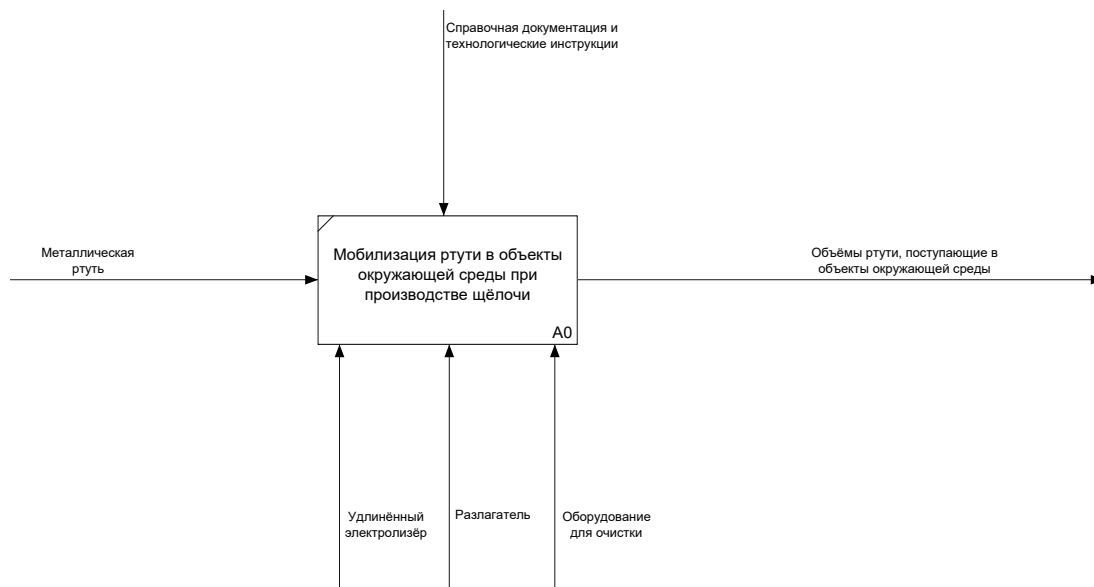 Справочная документация и
технологические инструкции
Металлическая
ртуть
Мобилизация ртути в объекты
окружающей среды при
производстве щёлочи
A0
Объёмы ртути, поступающие в
объекты окружающей среды
Удлинённый
электролизёр
Разлагатель
Оборудование
для очистки